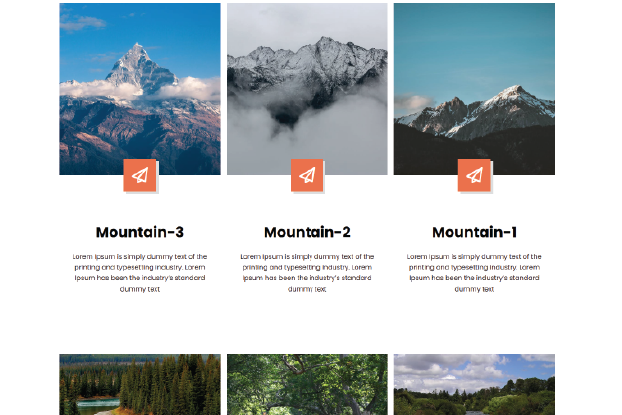 Mountain-3
Lorem Ipsum is simply dummy text of the
printing and typesetting industry. Lorem
Ipsum has been the industry's standard
dummy text
Mountain-2
Lorem Ipsum is simply dummy text of the
printing and typesetting industry. Lorem
Ipsum has been the industry's standard
dummy text
Mountain-1
Lorem Ipsum is simply dummy text of the
printing and typesetting industry. Lorem
Ipsum has been the industry's standard
dummy text